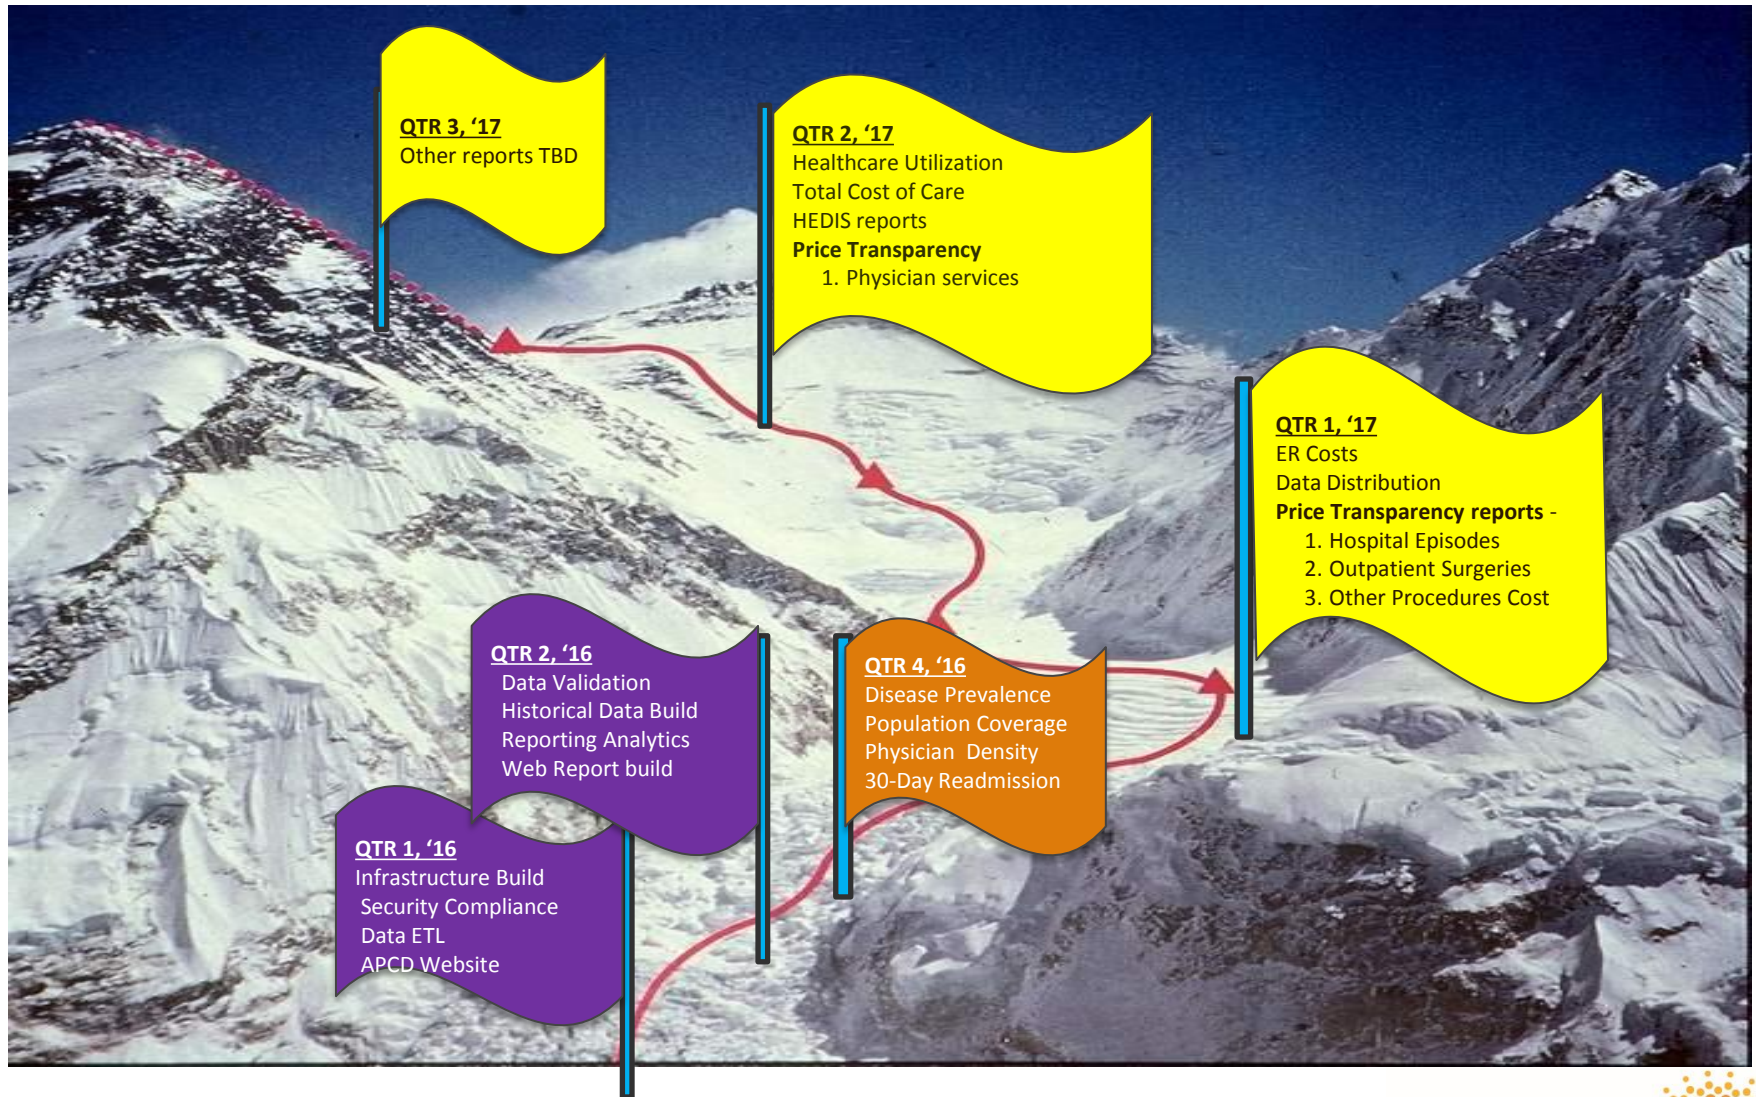 QTR 3, ‘17
Other reports TBD
QTR 2, ‘17
Healthcare Utilization
Total Cost of Care
HEDIS reports
Price Transparency
1. Physician services
QTR 1, ‘17
ER Costs
Data Distribution
Price Transparency reports -
1. Hospital Episodes
2. Outpatient Surgeries
3. Other Procedures Cost
QTR 2, ‘16
Data Validation
Historical Data Build
Reporting Analytics
Web Report build
QTR 4, ‘16
Disease Prevalence
Population Coverage
Physician Density
30-Day Readmission
QTR 1, ‘16
Infrastructure Build
Security Compliance
Data ETL
APCD Website